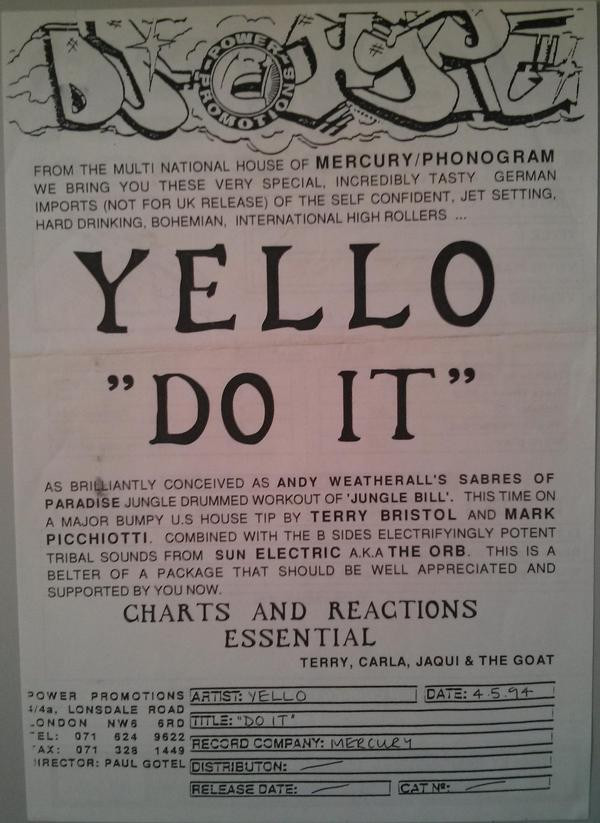 DJ HYPE
POWER
PROMOTIONS
FROM THE MULTI NATIONAL HOUSE OF MERCURY/PHONOGRAM
WE BRING YOU THESE VERY SPECIAL, INCREDIBLY TASTY GERMAN
IMPORTS (NOT FOR UK RELEASE) OF THE SELF CONFIDENT, JET SETTING,
HARD DRINKING, BOHEMIAN, INTERNATIONAL HIGH ROLLERS ...
YELLO
"DO IT"
AS BRILLIANTLY CONCEIVED AS ANDY WEATHERALL'S SABRES OF
PARADISE JUNGLE DRUMMED WORKOUT OF 'JUNGLE BILL'. THIS TIME ON
A MAJOR BUMPY U.S HOUSE TIP BY TERRY BRISTOL AND MARK
PICCHIOTTI. COMBINED WITH THE B SIDES ELECTRIFYINGLY POTENT
TRIBAL SOUNDS FROM SUN ELECTRIC A.K.A THE ORB. THIS IS A
BELTER OF A PACKAGE THAT SHOULD BE WELL APPRECIATED AND
SUPPORTED BY YOU NOW.
CHARTS AND REACTIONS
ESSENTIAL
TERRY, CARLA, JAQUI & THE GOAT
POWER PROMOTIONS
4/4a, LONSDALE ROAD
LONDON NW6 6RD
TEL: 071 624 9622
FAX: 071 328 1449
DIRECTOR: PAUL GOTEL
ARTIST: YELLO
DATE: 4.5.94
TITLE: "DO IT"
RECORD COMPANY: MERCURY
DISTRIBUTON:
RELEASE DATE:
CAT Nº: